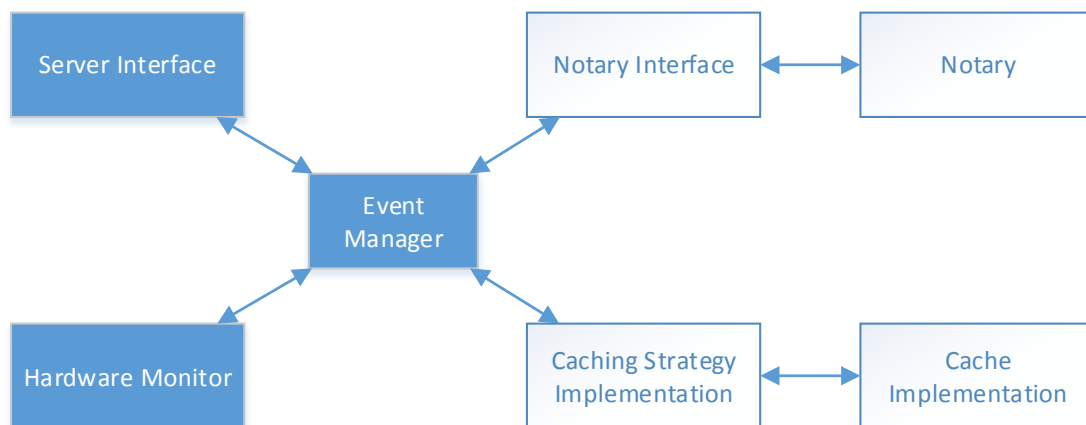 Server Interface
Notary Interface
Notary
Event
Manager
Hardware Monitor
Caching Strategy
Implementation
Cache
Implementation